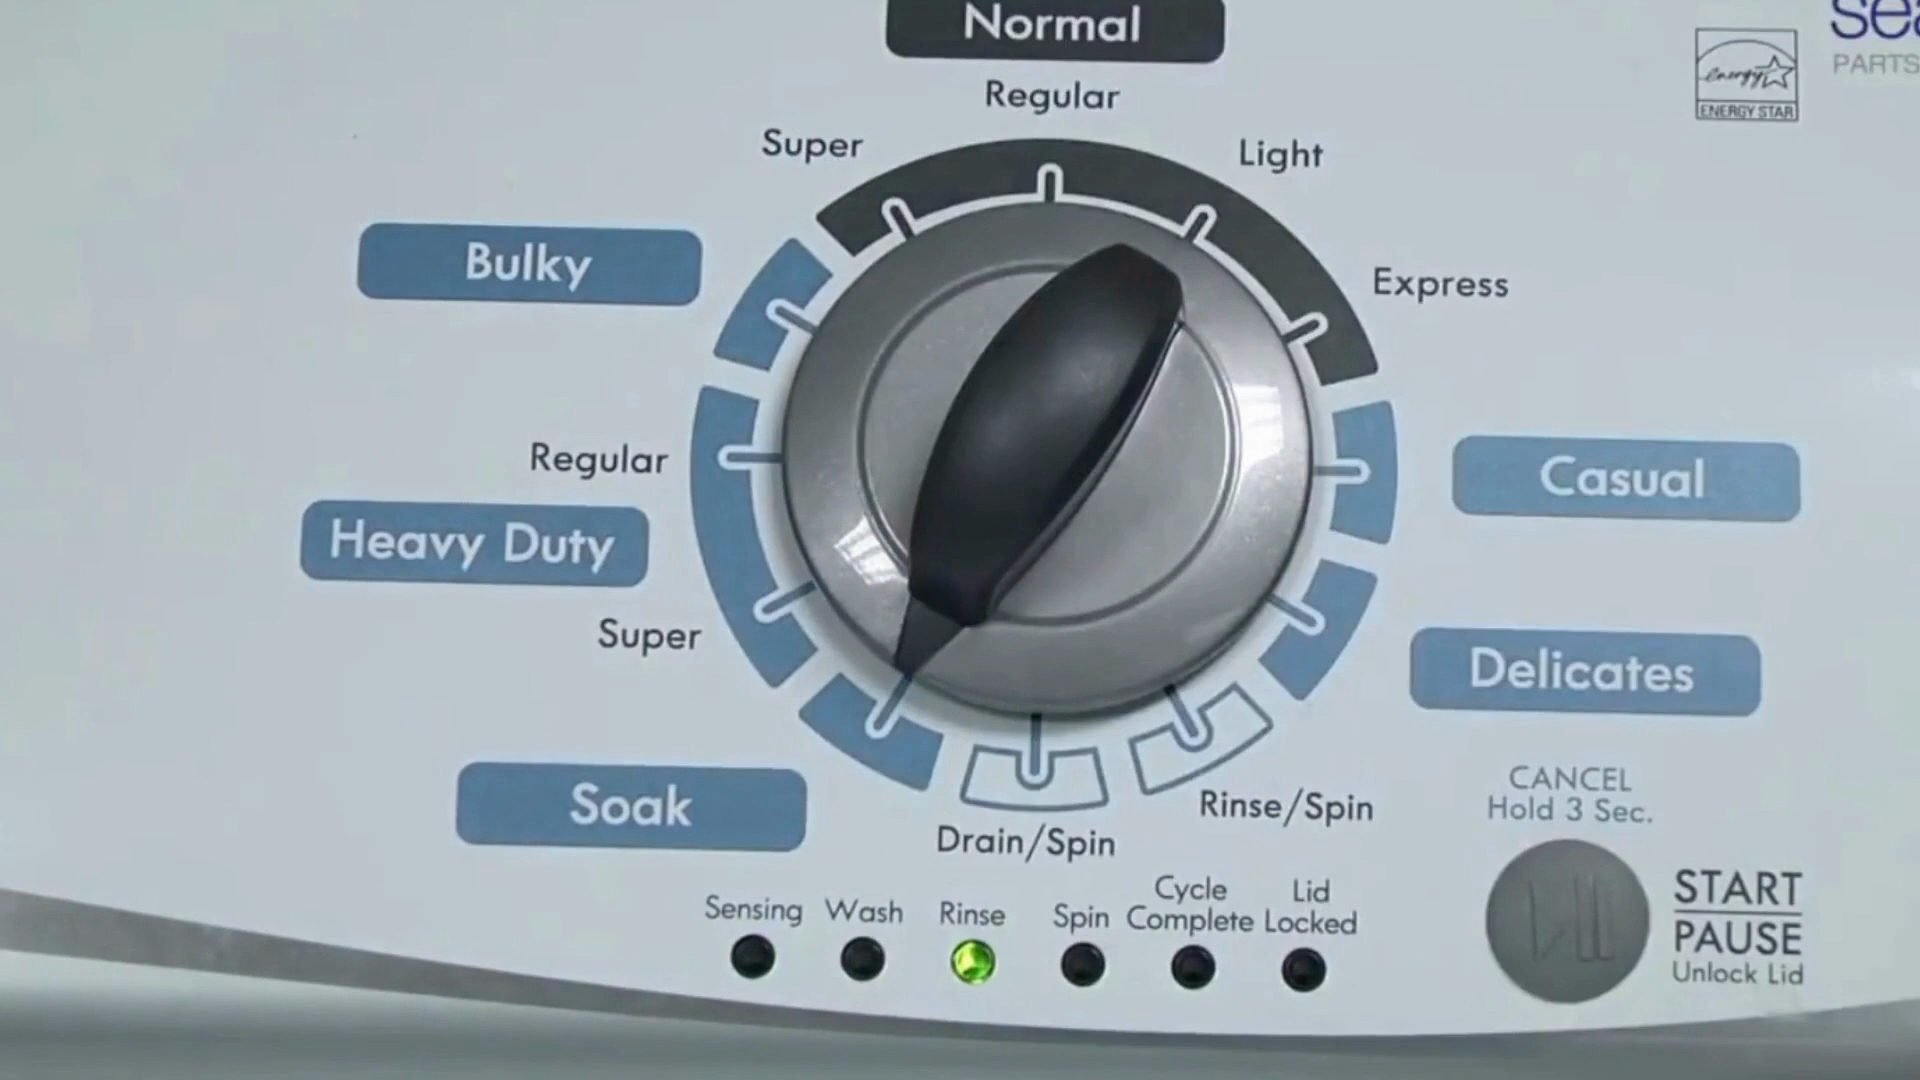 Normal
Regular
Super
Light
Express
Bulky
Regular
Heavy Duty
Super
Casual
Delicates
Soak
Drain/Spin
Rinse/Spin
Sensing
Wash
Rinse
Spin
Cycle
Complete
Lid
Locked
CANCEL
Hold 3 Sec.
START
PAUSE
Unlock Lid
energy
ENERGY STAR
PARTS